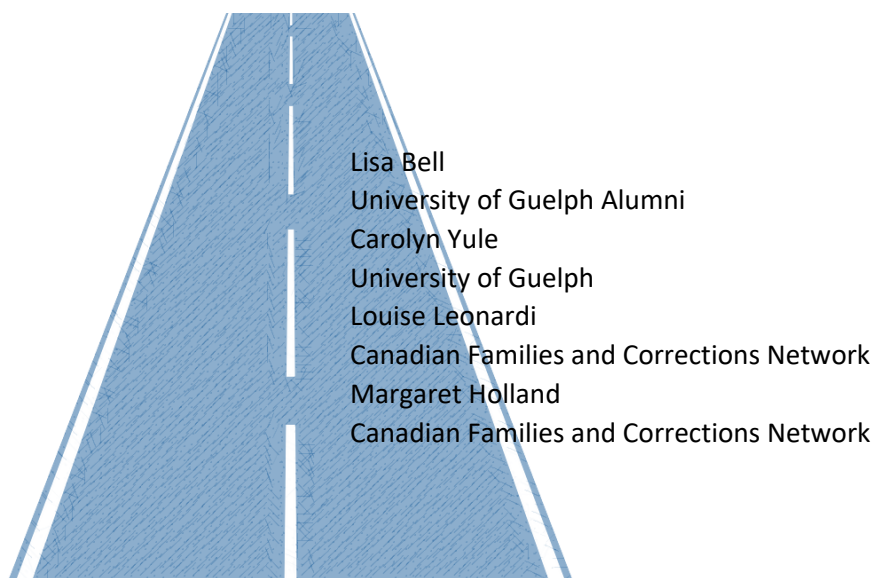 Lisa Bell
University of Guelph Alumni
Carolyn Yule
University of Guelph
Louise Leonardi
Canadian Families and Corrections Network
Margaret Holland
Canadian Families and Corrections Network